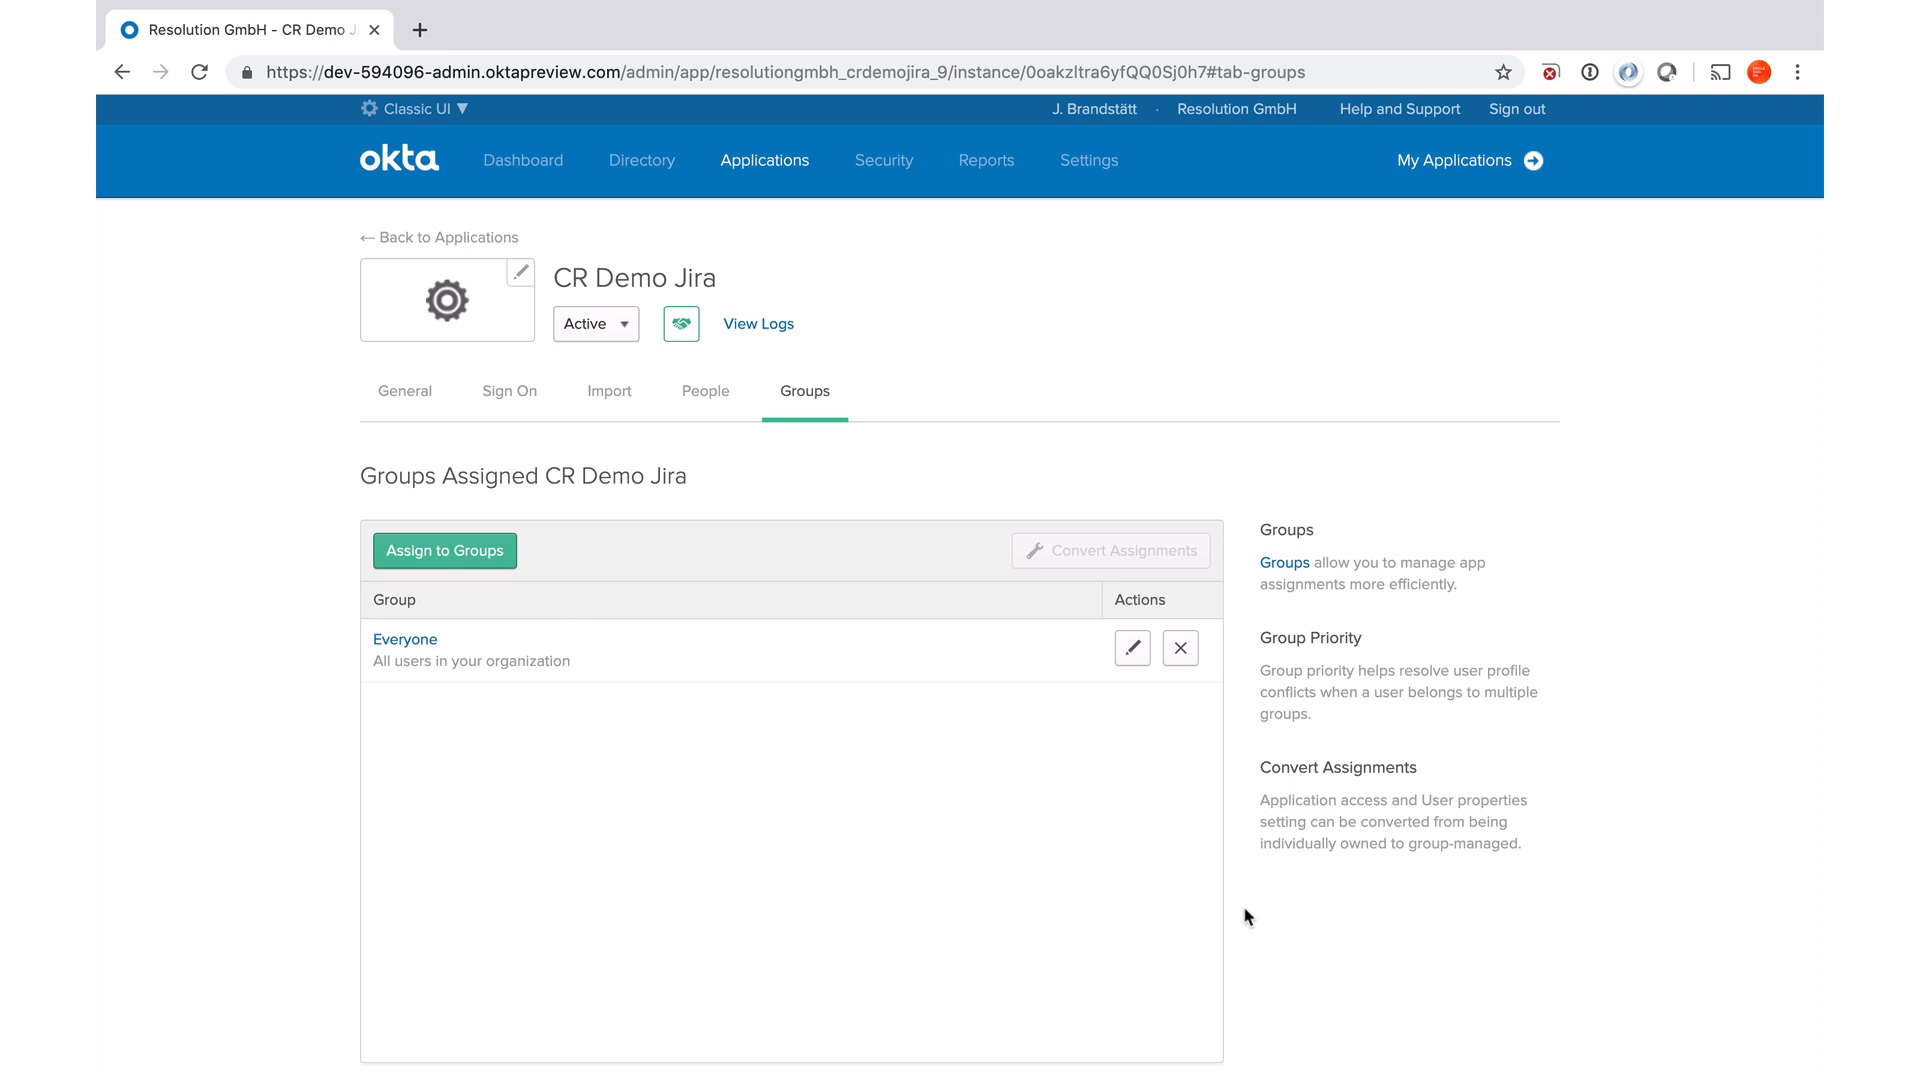 Resolution GmbH - CR Demo J
https://dev-594096-admin.oktapreview.com/admin/app/resolutiongmbh_crdemojira_9/instance/0oakzltra6yfQQ0Sj0h7#tab-groups
Classic UI ▼
J. Brandstätt · Resolution GmbH Help and Support Sign out
okta Dashboard Directory Applications Security Reports Settings My Applications
← Back to Applications
CR Demo Jira
Active View Logs
General Sign On Import People Groups
Groups Assigned CR Demo Jira
Assign to Groups Convert Assignments
Group Actions
Everyone
All users in your organization
Groups
Groups allow you to manage app
assignments more efficiently.
Group Priority
Group priority helps resolve user profile
conflicts when a user belongs to multiple
groups.
Convert Assignments
Application access and User properties
setting can be converted from being
individually owned to group-managed.